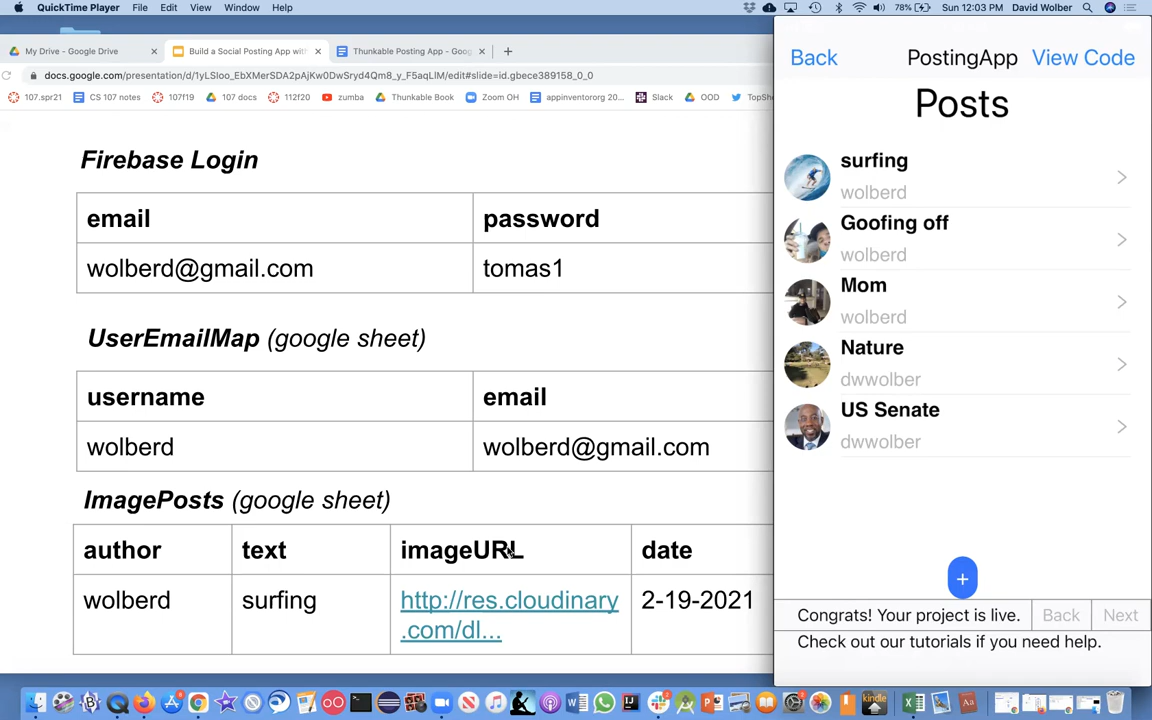 QuickTime Player File Edit View Window Help 78% Sun 12:03 PM David Wolber
My Drive - Google Drive Build a Social Posting App with Thunkable Posting App - Goog
docs.google.com/presentation/d/1yLSIoo_EbXMerSDA2pAjKw0DwSryd4Qm8_y_F5aqLIM/edit#slide=id.gbece389158_0_0
107.spr21 CS 107 notes 107f19 107 docs 112f20 zumba Thunkable Book Zoom OH appinventororg 20... Slack OOD TopSh
Firebase Login
email password
wolberd@gmail.com tomas1
UserEmailMap (google sheet)
username email
wolberd wolberd@gmail.com
ImagePosts (google sheet)
author text imageURL date
wolberd surfing http://res.cloudinary 2-19-2021
.com/dl...
Back PostingApp View Code
Posts
surfing
wolberd
Goofing off
wolberd
Mom
wolberd
Nature
dwwolber
US Senate
dwwolber
+
Congrats! Your project is live. Back Next
Check out our tutorials if you need help.
kindle